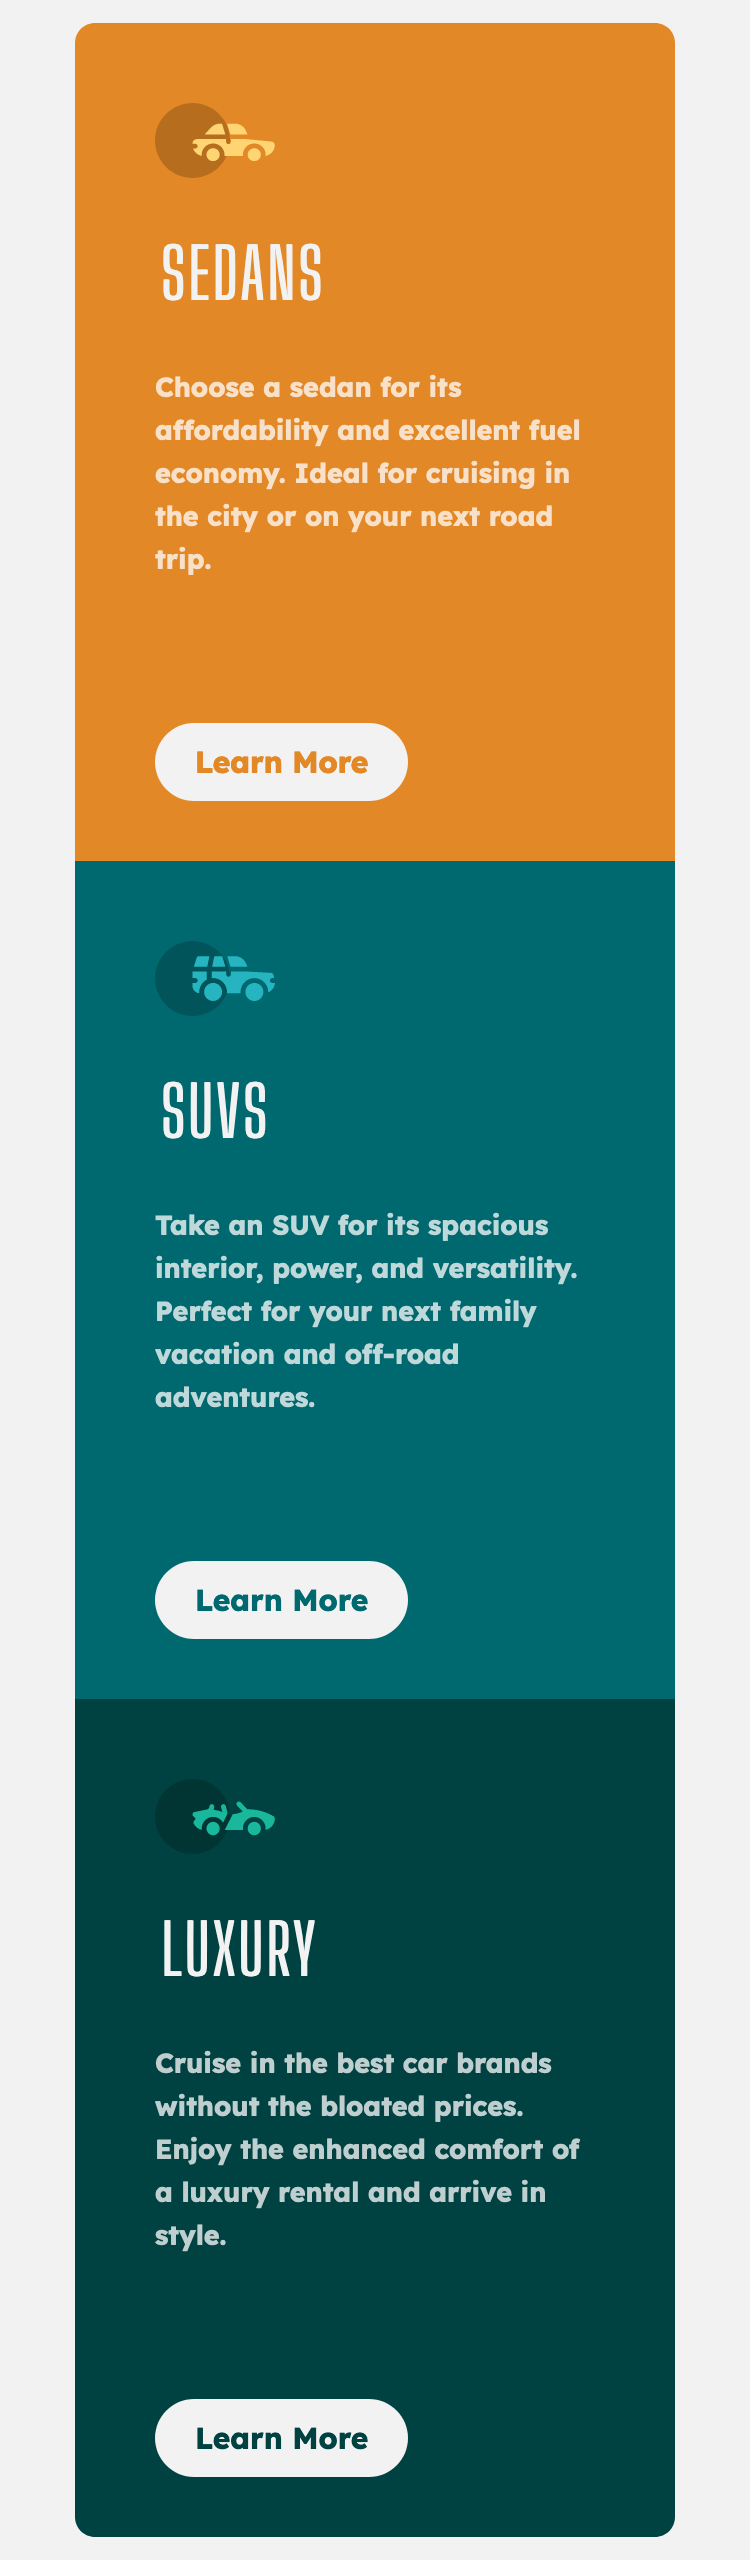 SEDANS
Choose a sedan for its
affordability and excellent fuel
economy. Ideal for cruising in
the city or on your next road
trip.
Learn More
SUVS
Take an SUV for its spacious
interior, power, and versatility.
Perfect for your next family
vacation and off-road
adventures.
Learn More
LUXURY
Cruise in the best car brands
without the bloated prices.
Enjoy the enhanced comfort of
a luxury rental and arrive in
style.
Learn More